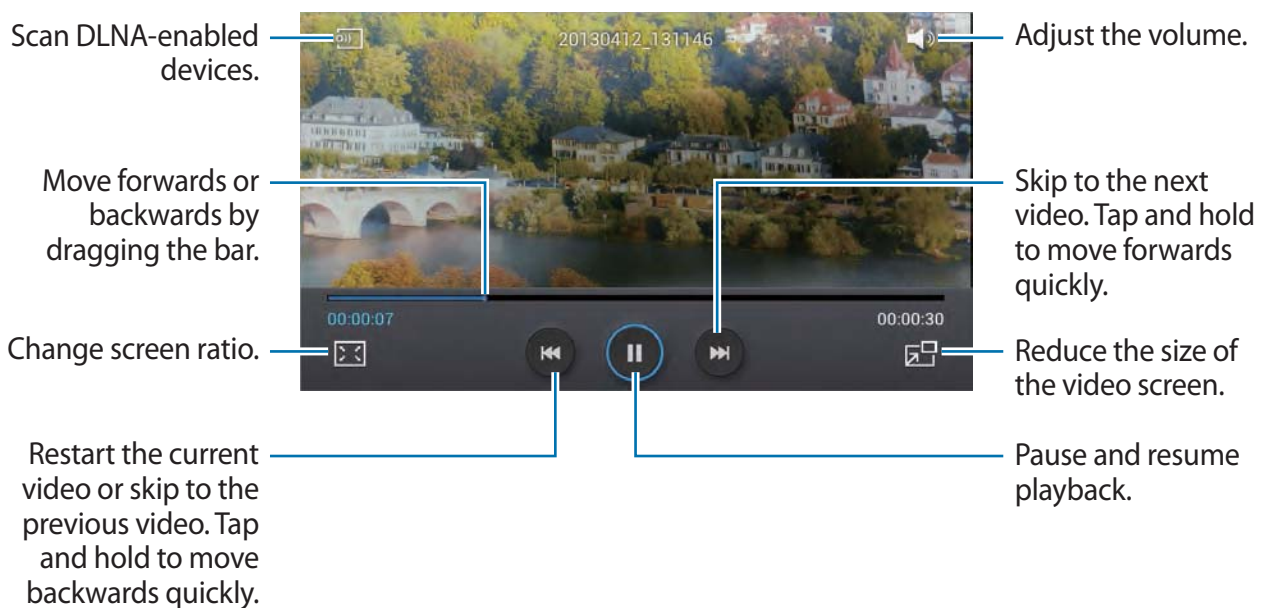 Scan DLNA-enabled
devices.
20130412_131146
Adjust the volume.
Move forwards or
backwards by
dragging the bar.
Skip to the next
video. Tap and hold
to move forwards
quickly.
00:00:07
00:00:30
Change screen ratio.
Reduce the size of
the video screen.
Restart the current
video or skip to the
previous video. Tap
and hold to move
backwards quickly.
Pause and resume
playback.